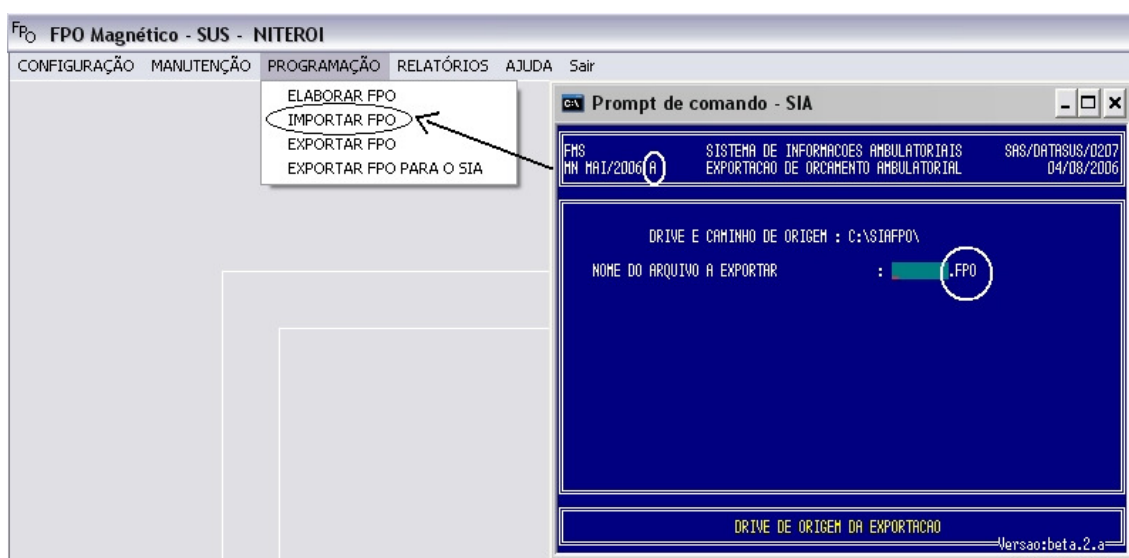 FPO FPO Magnético - SUS - NITEROI
CONFIGURAÇÃO MANUTENÇÃO PROGRAMAÇÃO RELATÓRIOS AJUDA Sair
ELABORAR FPO
IMPORTAR FPO
EXPORTAR FPO
EXPORTAR FPO PARA O SIA
Prompt de comando - SIA
FMS SISTEMA DE INFORMACOES AMBULATORIAIS SAS/DATASUS/0207
MN MAI/2006 A EXPORTACAO DE ORCAMENTO AMBULATORIAL 04/08/2006
DRIVE E CAMINHO DE ORIGEM : C:\SIAFPO\
NOME DO ARQUIVO A EXPORTAR : .FPO
DRIVE DE ORIGEM DA EXPORTACAO
Versao:beta.2.a